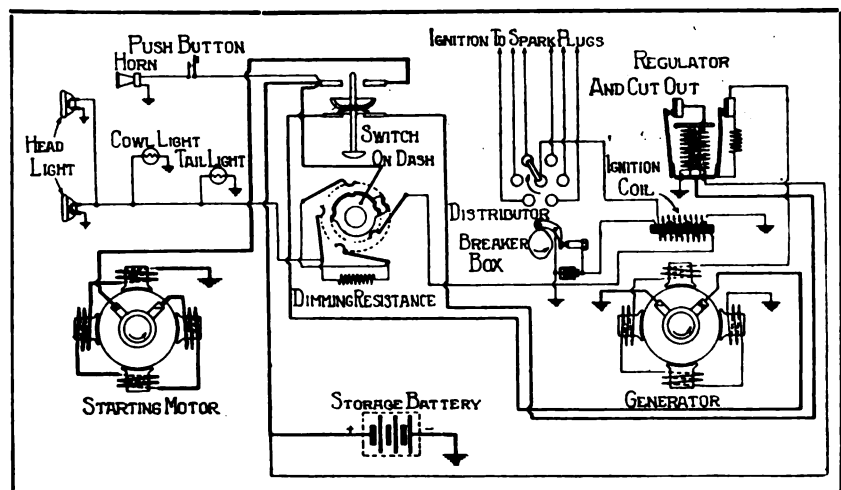 Push Button
Horn
Ignition To Spark Plugs
Regulator
And Cut Out
Head
Light
Cowl Light
Tail Light
Switch
On Dash
Ignition
Coil
Distributor
Breaker
Box
Dimming Resistance
Starting Motor
Storage Battery
+ −
Generator